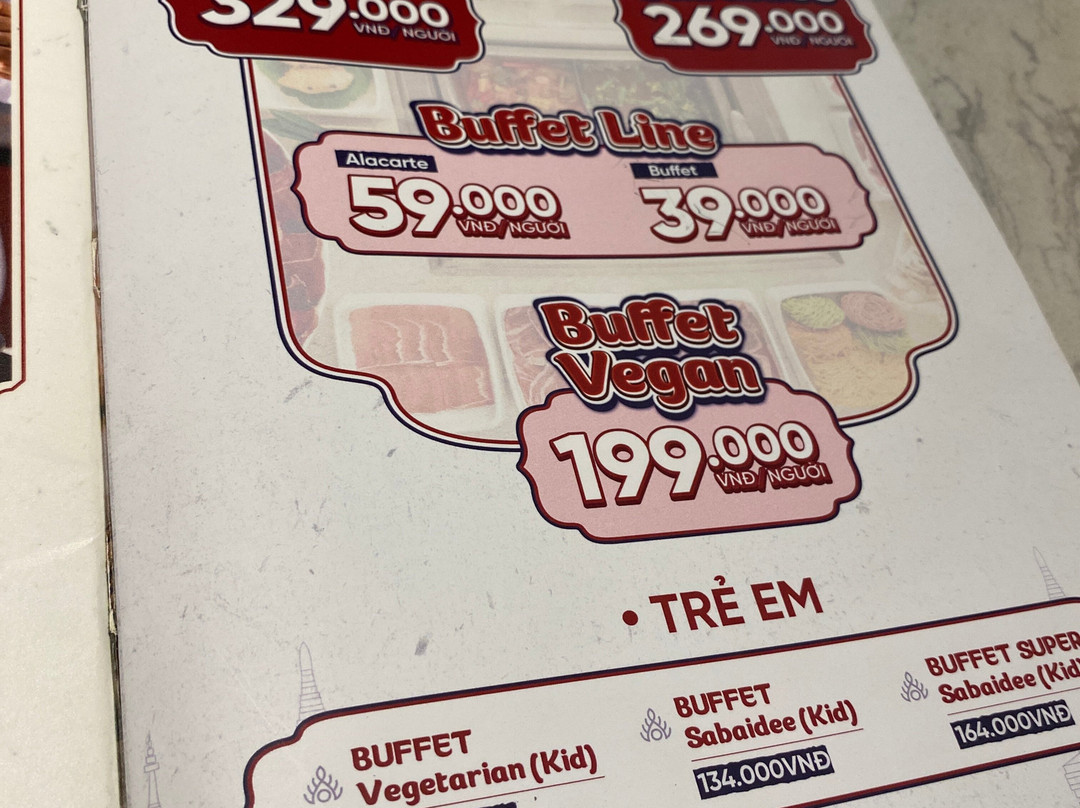 329.000
VNĐ/NGƯỜI
269.000
VNĐ/NGƯỜI
Buffet Line
Alacarte
59.000
VNĐ/NGƯỜI
Buffet
39.000
VNĐ/NGƯỜI
Buffet
Vegan
199.000
VNĐ/NGƯỜI
• TRẺ EM
BUFFET
Vegetarian (Kid)
BUFFET
Sabaidee (Kid)
134.000VNĐ
BUFFET SUPER
Sabaidee (Kid)
164.000VNĐ